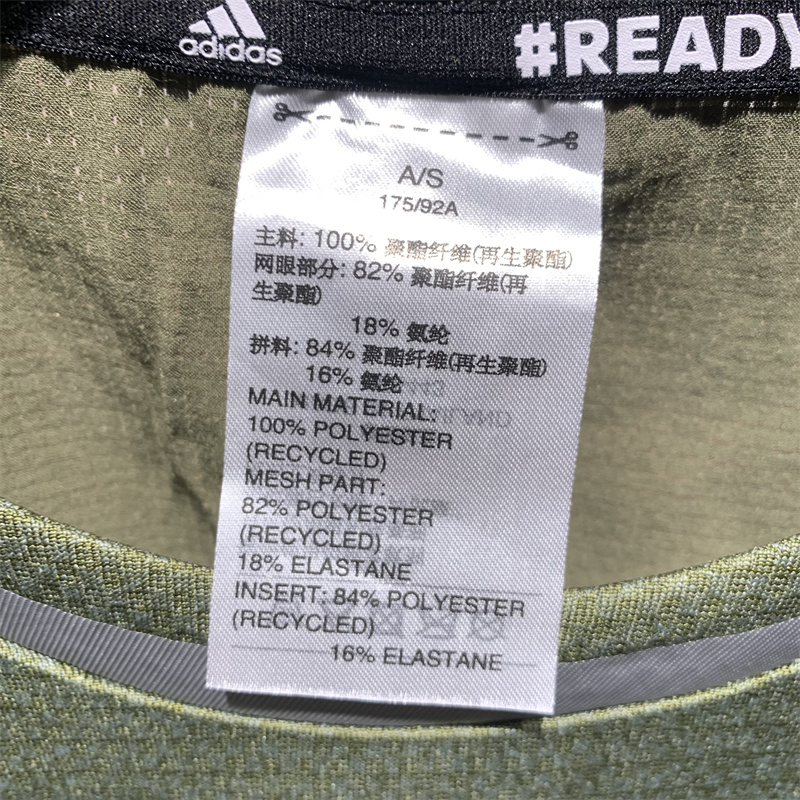 adidas
#READY
A/S
175/92A
主料: 100% 聚酯纤维(再生聚酯)
网眼部分: 82% 聚酯纤维(再
生聚酯)
18% 氨纶
拼料: 84% 聚酯纤维(再生聚酯)
16% 氨纶
MAIN MATERIAL:
100% POLYESTER
(RECYCLED)
MESH PART:
82% POLYESTER
(RECYCLED)
18% ELASTANE
INSERT: 84% POLYESTER
(RECYCLED)
16% ELASTANE